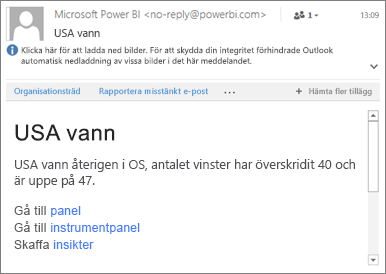 Microsoft Power BI <no-reply@powerbi.com>
1
13:09
USA vann
Klicka här för att ladda ned bilder. För att skydda din integritet förhindrade Outlook
automatisk nedladdning av vissa bilder i det här meddelandet.
Organisationsträd Rapportera misstänkt e-post ... + Hämta fler tillägg
USA vann
USA vann återigen i OS, antalet vinster har överskridit 40 och
är uppe på 47.
Gå till panel
Gå till instrumentpanel
Skaffa insikter